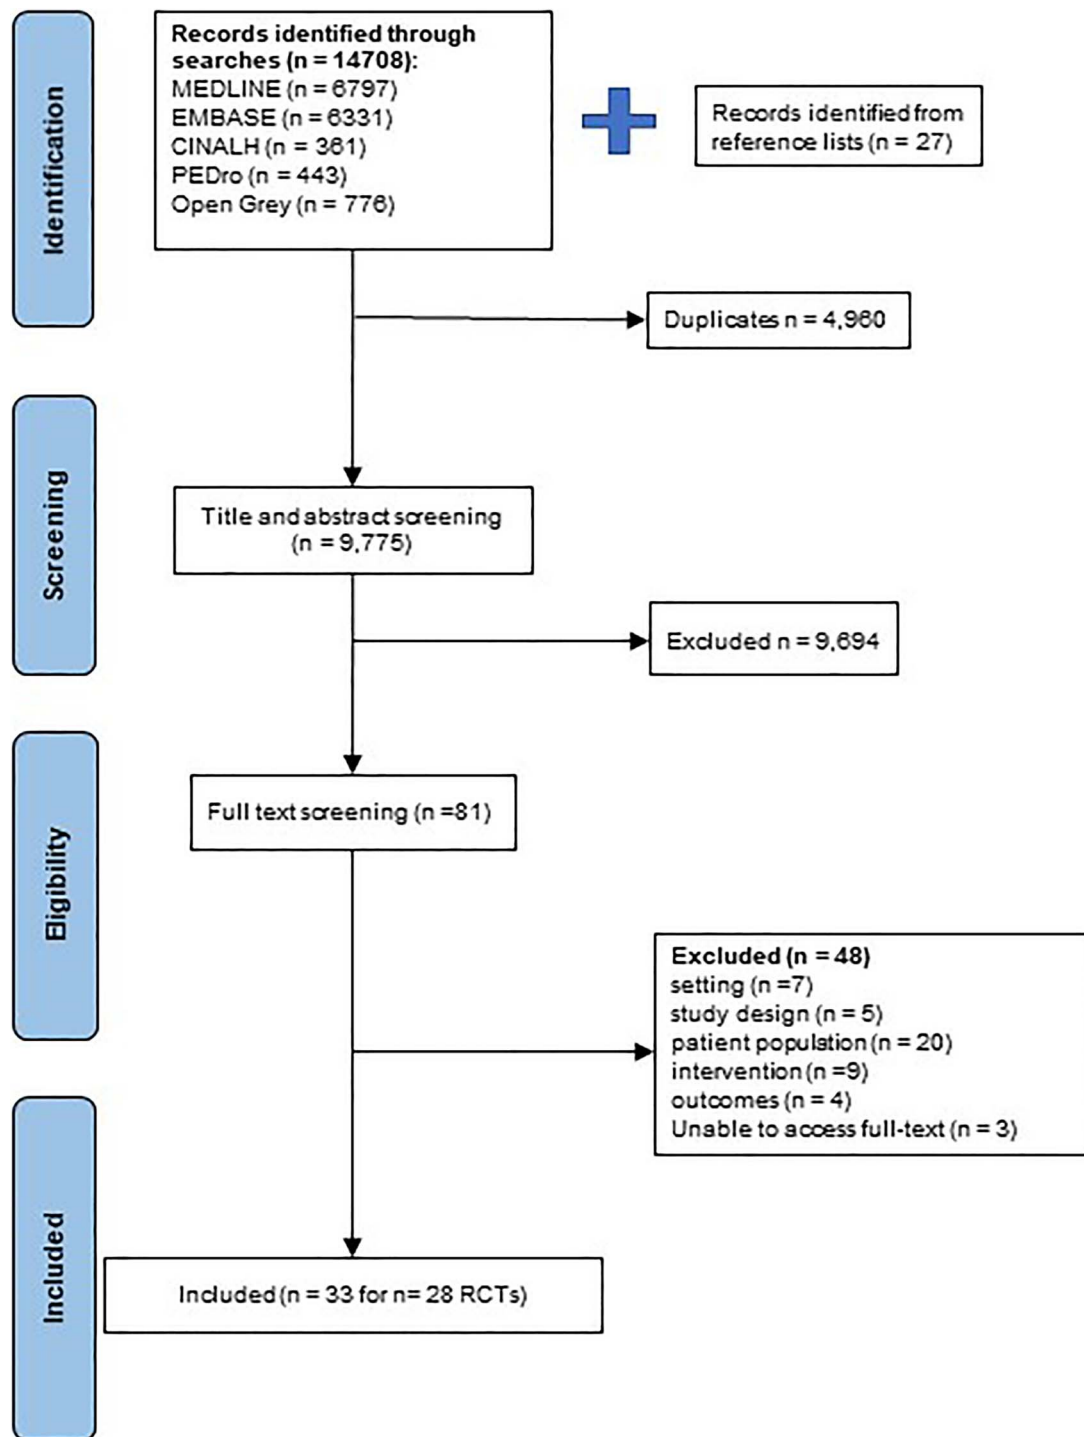 Identification
Records identified through
searches (n = 14708):
MEDLINE (n = 6797)
EMBASE (n = 6331)
CINALH (n = 361)
PEDro (n = 443)
Open Grey (n = 776)
Records identified from
reference lists (n = 27)
Duplicates n = 4,960
Screening
Title and abstract screening
(n = 9,775)
Excluded n = 9,694
Eligibility
Full text screening (n =81)
Excluded (n = 48)
setting (n =7)
study design (n = 5)
patient population (n = 20)
intervention (n =9)
outcomes (n = 4)
Unable to access full-text (n = 3)
Included
Included (n = 33 for n= 28 RCTs)